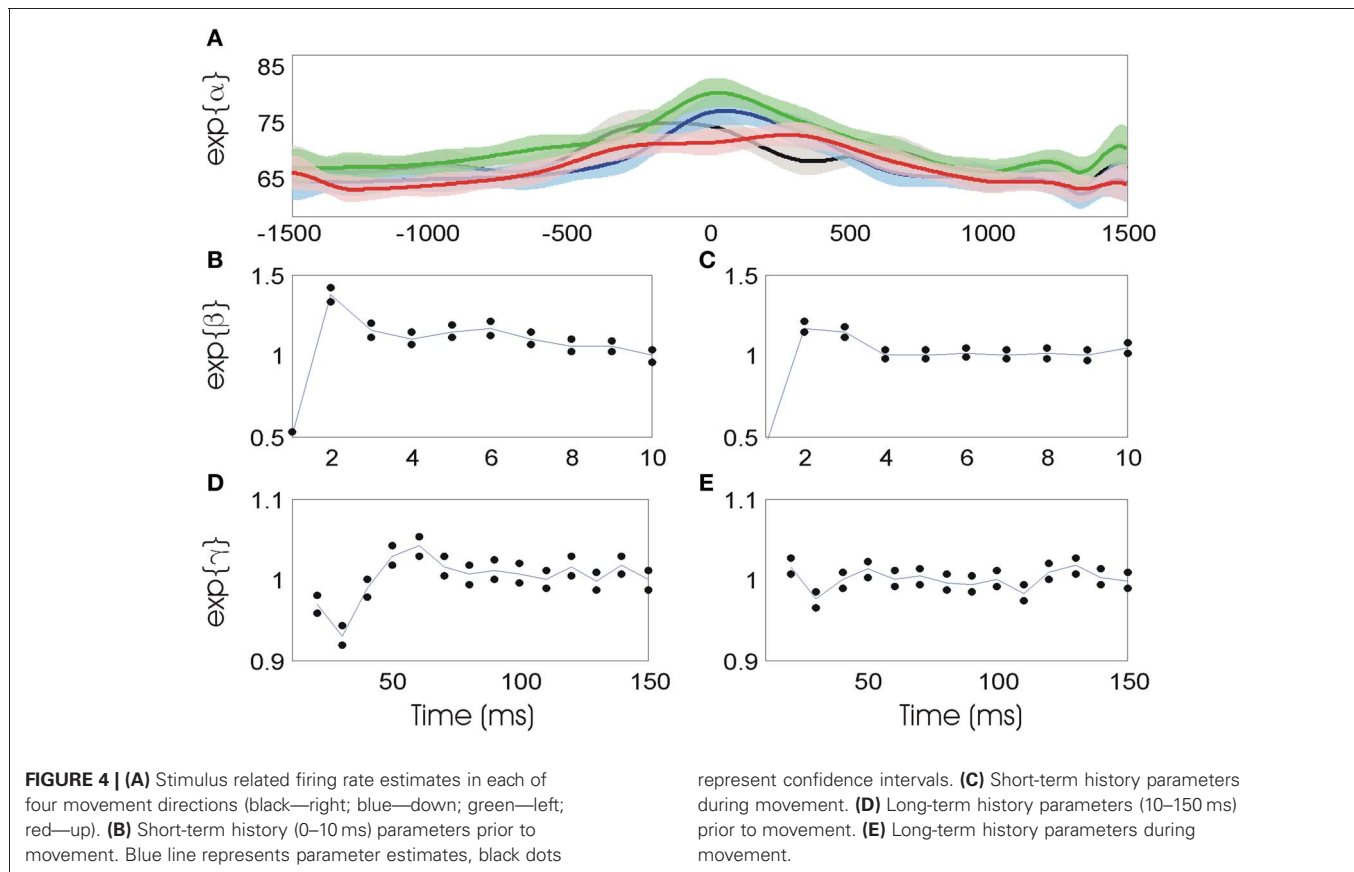 A
85
75
65
exp{α}
-1500 -1000 -500 0 500 1000 1500
B
1.5
1
0.5
exp{β}
2 4 6 8 10
C
1.5
1
0.5
2 4 6 8 10
D
1.1
1
0.9
exp{γ}
50 100 150
Time (ms)
E
1.1
1
0.9
50 100 150
Time (ms)
FIGURE 4 | (A) Stimulus related firing rate estimates in each of
four movement directions (black—right; blue—down; green—left;
red—up). (B) Short-term history (0–10 ms) parameters prior to
movement. Blue line represents parameter estimates, black dots
represent confidence intervals. (C) Short-term history parameters
during movement. (D) Long-term history parameters (10–150 ms)
prior to movement. (E) Long-term history parameters during
movement.